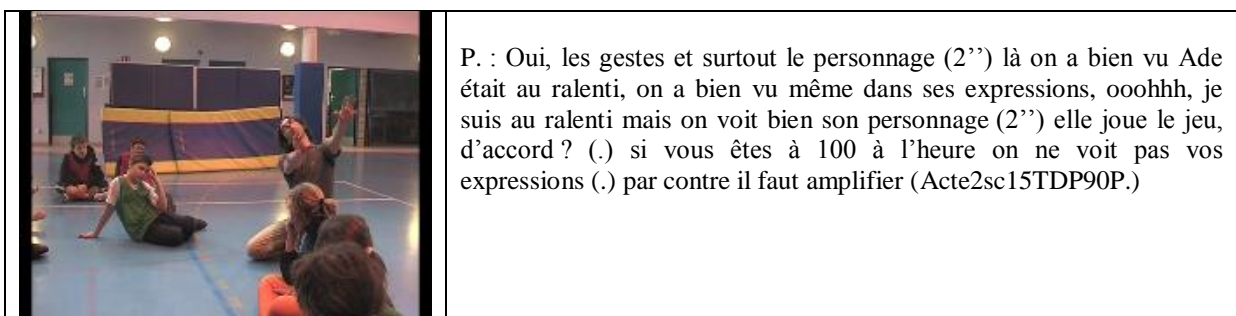 P. : Oui, les gestes et surtout le personnage (2’’) là on a bien vu Ade
était au ralenti, on a bien vu même dans ses expressions, ooohhh, je
suis au ralenti mais on voit bien son personnage (2’’) elle joue le jeu,
d’accord ? (.) si vous êtes à 100 à l’heure on ne voit pas vos
expressions (.) par contre il faut amplifier (Acte2sc15TDP90P.)